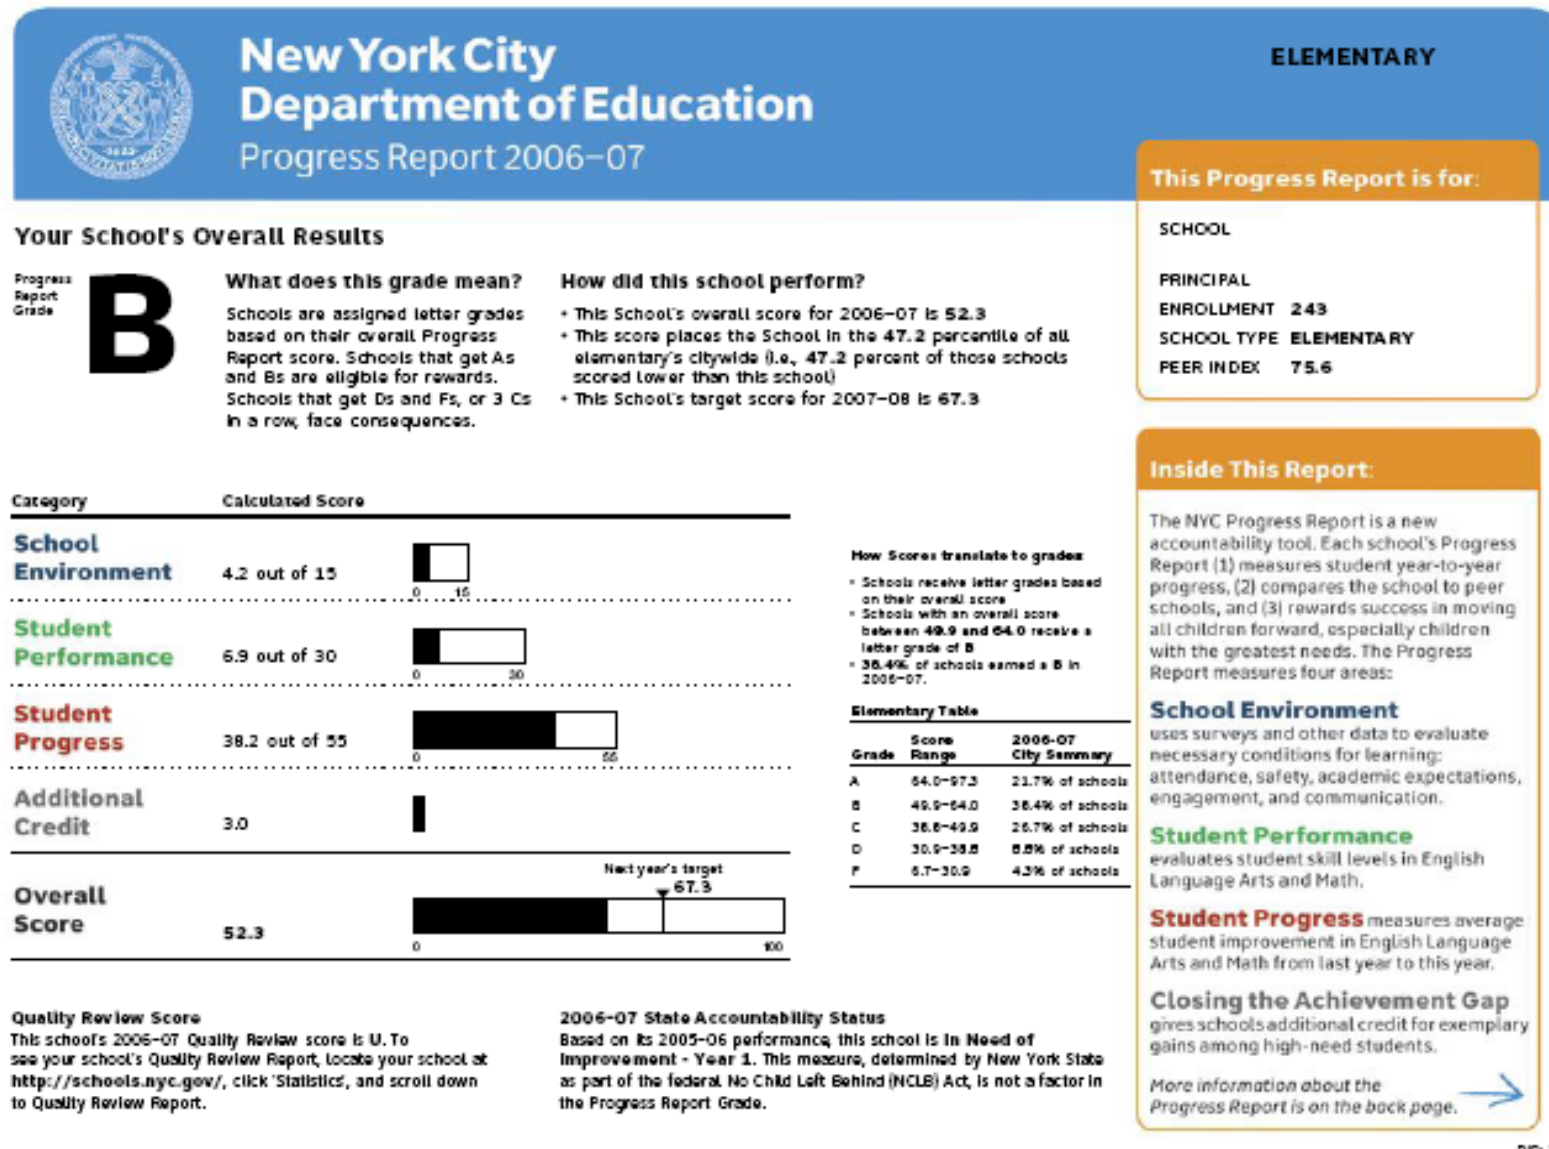 New York City
Department of Education
Progress Report 2006–07
ELEMENTARY
This Progress Report is for:
SCHOOL
PRINCIPAL
ENROLLMENT 243
SCHOOL TYPE ELEMENTARY
PEER INDEX 75.6
Your School's Overall Results
Progress
Report
Grade
B
What does this grade mean?
Schools are assigned letter grades
based on their overall Progress
Report score. Schools that get As
and Bs are eligible for rewards.
Schools that get Ds and Fs, or 3 Cs
in a row, face consequences.
How did this school perform?
• This School's overall score for 2006–07 is 52.3
• This score places the School in the 47.2 percentile of all
elementary's citywide (i.e., 47.2 percent of those schools
scored lower than this school)
• This School's target score for 2007–08 is 67.3
Category Calculated Score
School
Environment 4.2 out of 15
0 15
Student
Performance 6.9 out of 30
0 30
Student
Progress 38.2 out of 55
0 55
Additional
Credit 3.0
Next year's target
67.3
Overall
Score 52.3
0 100
How Scores translate to grades:
• Schools receive letter grades based
on their overall score
• Schools with an overall score
between 49.9 and 64.0 receive a
letter grade of B
• 38.4% of schools earned a B in
2006–07.
Elementary Table
Grade Score Range 2006-07 City Summary
A 64.0–97.3 21.7% of schools
B 49.9–64.0 38.4% of schools
C 38.8–49.9 26.7% of schools
D 30.9–38.8 8.8% of schools
F 6.7–30.9 4.3% of schools
Inside This Report:
The NYC Progress Report is a new
accountability tool. Each school's Progress
Report (1) measures student year-to-year
progress, (2) compares the school to peer
schools, and (3) rewards success in moving
all children forward, especially children
with the greatest needs. The Progress
Report measures four areas:
School Environment
uses surveys and other data to evaluate
necessary conditions for learning:
attendance, safety, academic expectations,
engagement, and communication.
Student Performance
evaluates student skill levels in English
Language Arts and Math.
Student Progress measures average
student improvement in English Language
Arts and Math from last year to this year.
Closing the Achievement Gap
gives schools additional credit for exemplary
gains among high-need students.
More information about the
Progress Report is on the back page.
Quality Review Score
This school's 2006–07 Quality Review score is U. To
see your school's Quality Review Report, locate your school at
http://schools.nyc.gov/, click 'Statistics', and scroll down
to Quality Review Report.
2006–07 State Accountability Status
Based on its 2005–06 performance, this school is In Need of
Improvement - Year 1. This measure, determined by New York State
as part of the federal No Child Left Behind (NCLB) Act, is not a factor in
the Progress Report Grade.